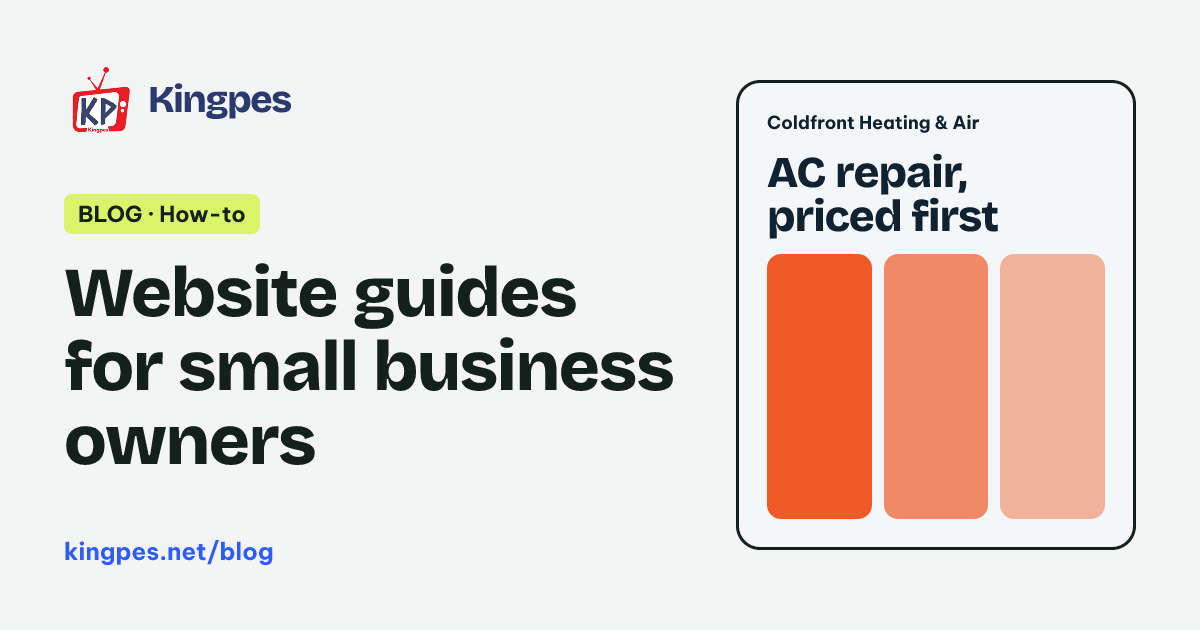 KP
Kingpes
Kingpes
BLOG · How-to
Website guides
for small business
owners
kingpes.net/blog
Coldfront Heating & Air
AC repair,
priced first